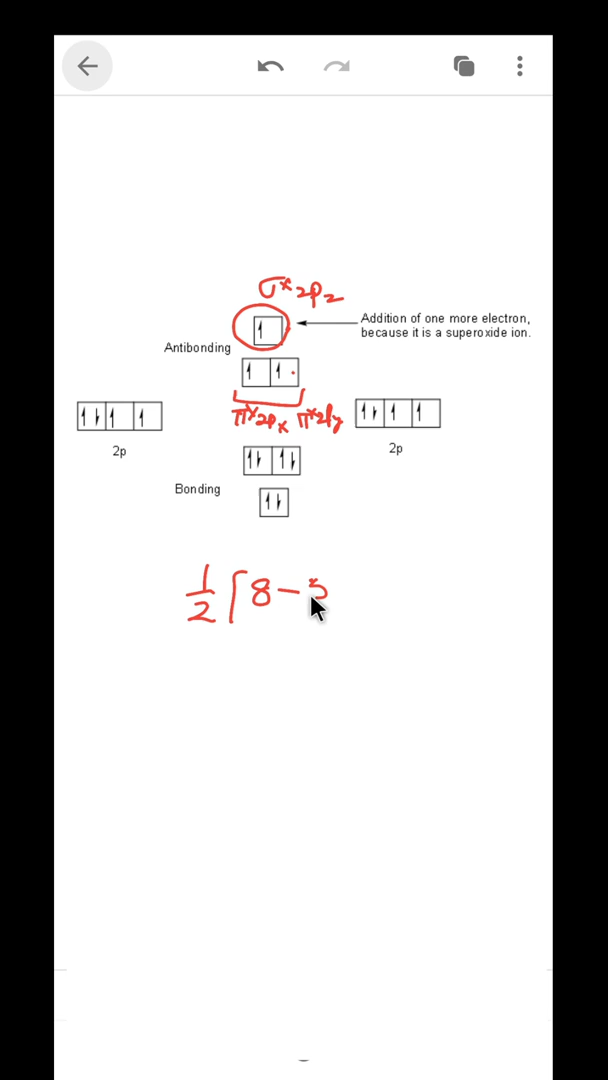 σ* 2pz
Addition of one more electron,
because it is a superoxide ion.
Antibonding
π* 2px π* 2py
2p
2p
Bonding
1/2 [ 8 - 5